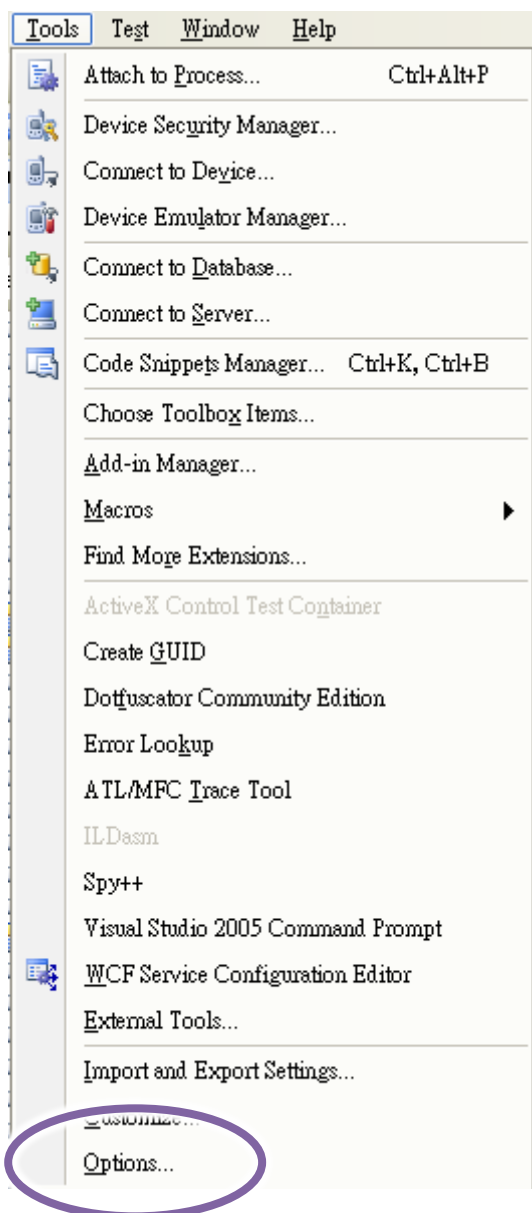 Tools Test Window Help
Attach to Process... Ctrl+Alt+P
Device Security Manager...
Connect to Device...
Device Emulator Manager...
Connect to Database...
Connect to Server...
Code Snippets Manager... Ctrl+K, Ctrl+B
Choose Toolbox Items...
Add-in Manager...
Macros
Find More Extensions...
ActiveX Control Test Container
Create GUID
Dotfuscator Community Edition
Error Lookup
ATL/MFC Trace Tool
ILDasm
Spy++
Visual Studio 2005 Command Prompt
WCF Service Configuration Editor
External Tools...
Import and Export Settings...
Customize...
Options...